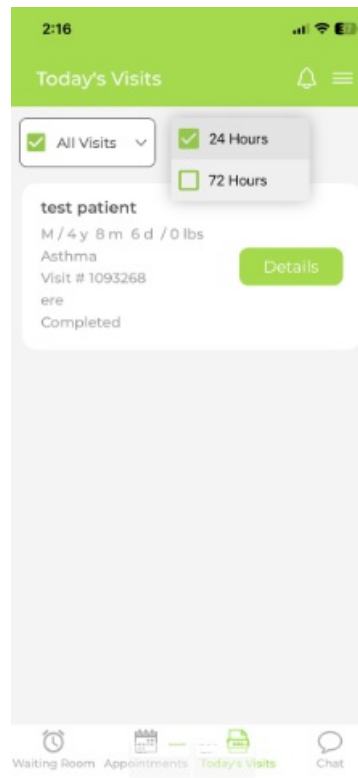 2:16
Today's Visits
All Visits
24 Hours
72 Hours
test patient
M / 4 y 8 m 6 d / 0 lbs
Asthma
Visit # 1093268
ere
Completed
Details
Waiting Room
Appointments
Today's Visits
Chat